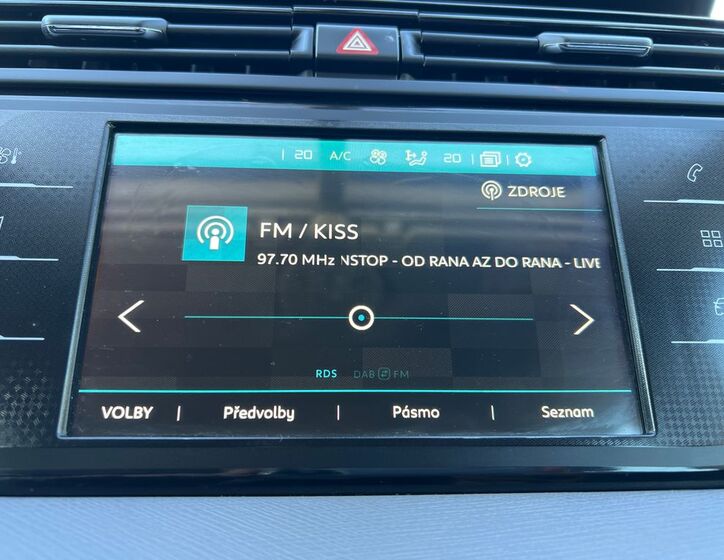 20 A/C 20
ZDROJE
FM / KISS
97.70 MHz NSTOP - OD RANA AZ DO RANA - LIVE
RDS DAB FM
VOLBY | Předvolby | Pásmo | Seznam